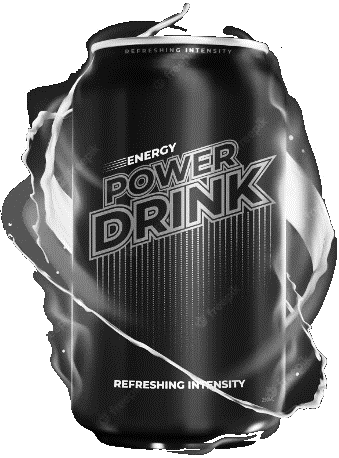 REFRESHING INTENSITY
ENERGY
POWER
DRINK
REFRESHING INTENSITY